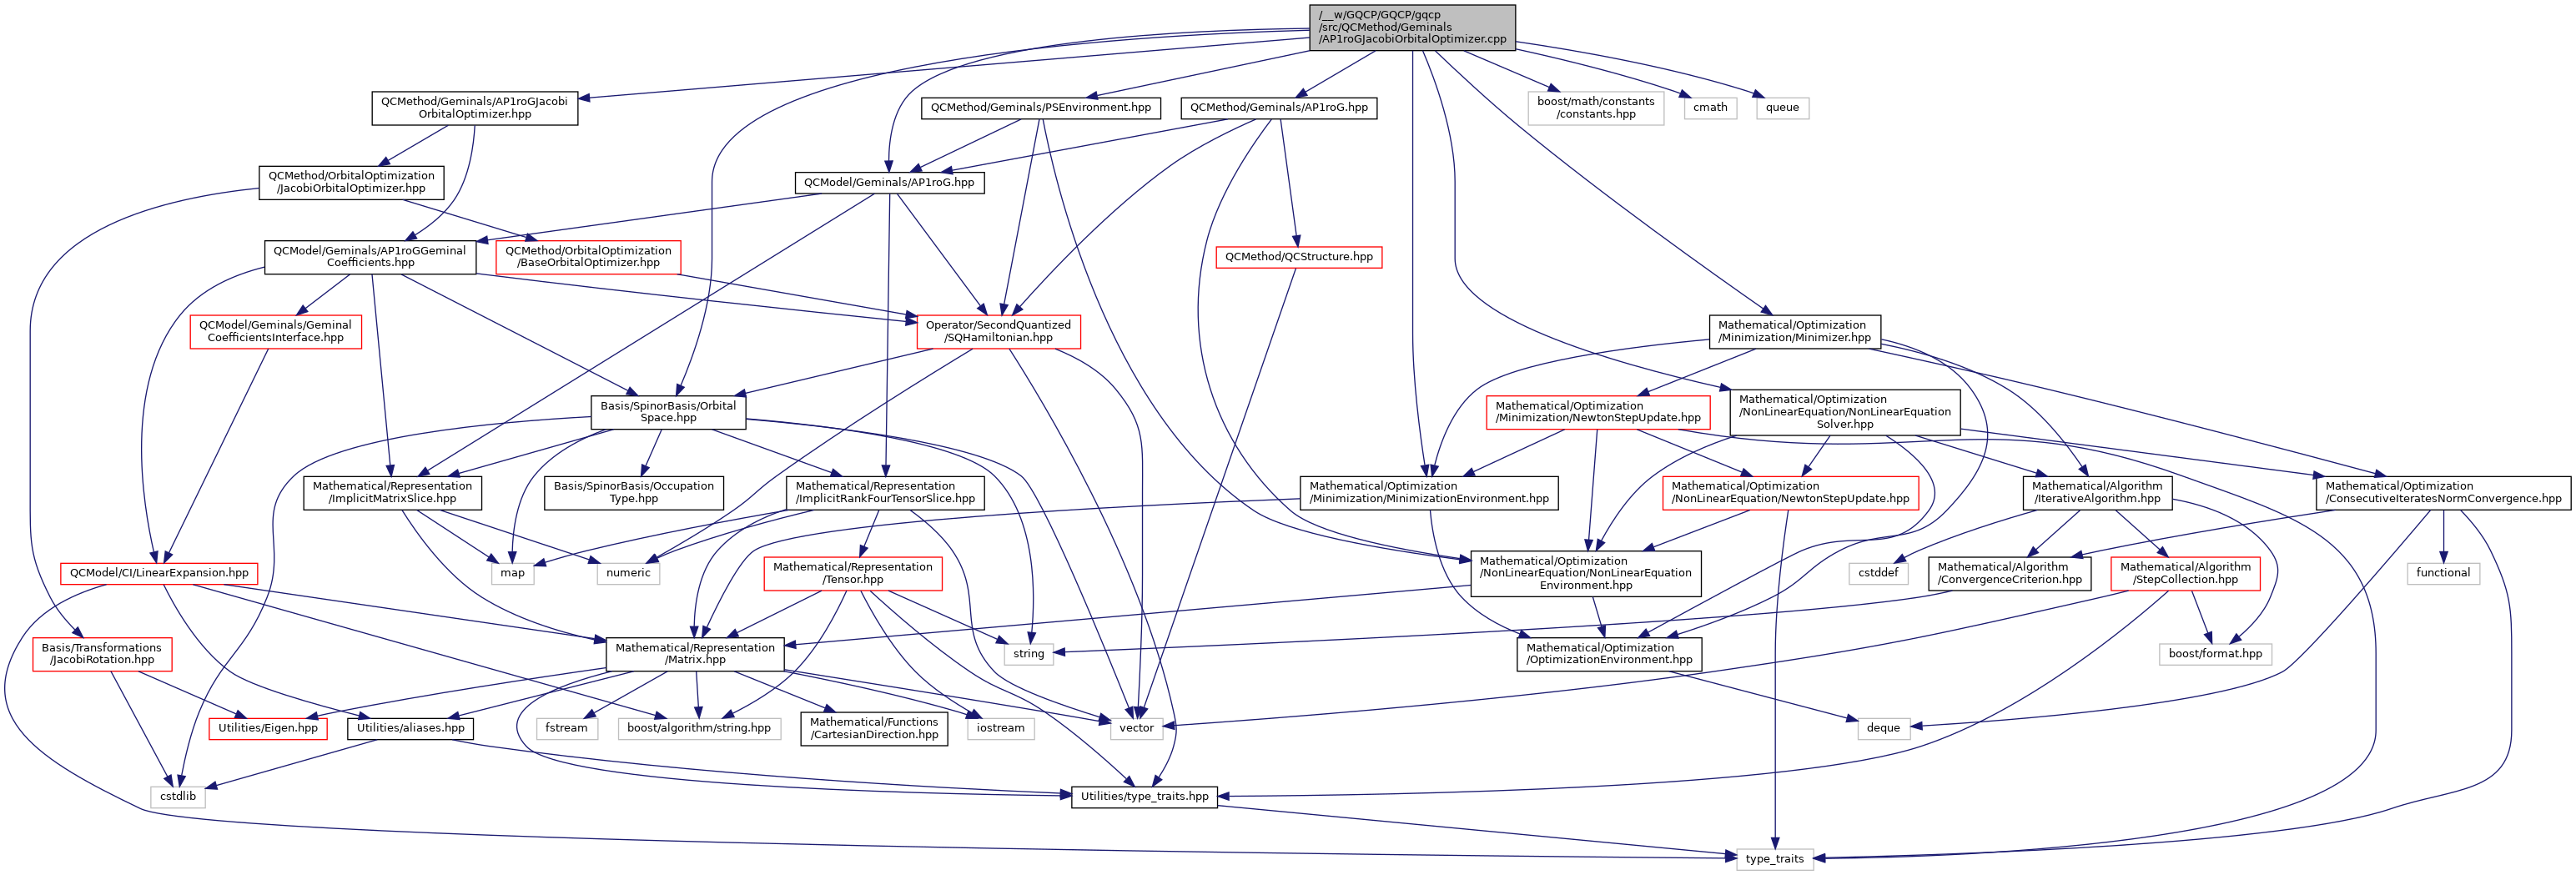 /__w/GQCP/GQCP/gqcp
/src/QCMethod/Geminals
/AP1roGJacobiOrbitalOptimizer.cpp
QCMethod/Geminals/AP1roGJacobi
OrbitalOptimizer.hpp
QCMethod/Geminals/PSEnvironment.hpp
QCMethod/Geminals/AP1roG.hpp
boost/math/constants
/constants.hpp
cmath
queue
QCMethod/OrbitalOptimization
/JacobiOrbitalOptimizer.hpp
QCModel/Geminals/AP1roG.hpp
QCModel/Geminals/AP1roGGeminal
Coefficients.hpp
QCMethod/OrbitalOptimization
/BaseOrbitalOptimizer.hpp
QCMethod/QCStructure.hpp
QCModel/Geminals/Geminal
CoefficientsInterface.hpp
Operator/SecondQuantized
/SQHamiltonian.hpp
Mathematical/Optimization
/Minimization/Minimizer.hpp
Basis/SpinorBasis/Orbital
Space.hpp
Mathematical/Optimization
/Minimization/NewtonStepUpdate.hpp
Mathematical/Optimization
/NonLinearEquation/NonLinearEquation
Solver.hpp
Mathematical/Representation
/ImplicitMatrixSlice.hpp
Basis/SpinorBasis/Occupation
Type.hpp
Mathematical/Representation
/ImplicitRankFourTensorSlice.hpp
Mathematical/Optimization
/Minimization/MinimizationEnvironment.hpp
Mathematical/Optimization
/NonLinearEquation/NewtonStepUpdate.hpp
Mathematical/Algorithm
/IterativeAlgorithm.hpp
Mathematical/Optimization
/ConsecutiveIteratesNormConvergence.hpp
QCModel/CI/LinearExpansion.hpp
map
numeric
Mathematical/Representation
/Tensor.hpp
Mathematical/Optimization
/NonLinearEquation/NonLinearEquation
Environment.hpp
cstddef
Mathematical/Algorithm
/ConvergenceCriterion.hpp
Mathematical/Algorithm
/StepCollection.hpp
functional
Basis/Transformations
/JacobiRotation.hpp
Mathematical/Representation
/Matrix.hpp
string
Mathematical/Optimization
/OptimizationEnvironment.hpp
boost/format.hpp
Utilities/Eigen.hpp
Utilities/aliases.hpp
fstream
boost/algorithm/string.hpp
Mathematical/Functions
/CartesianDirection.hpp
iostream
vector
deque
cstdlib
Utilities/type_traits.hpp
type_traits